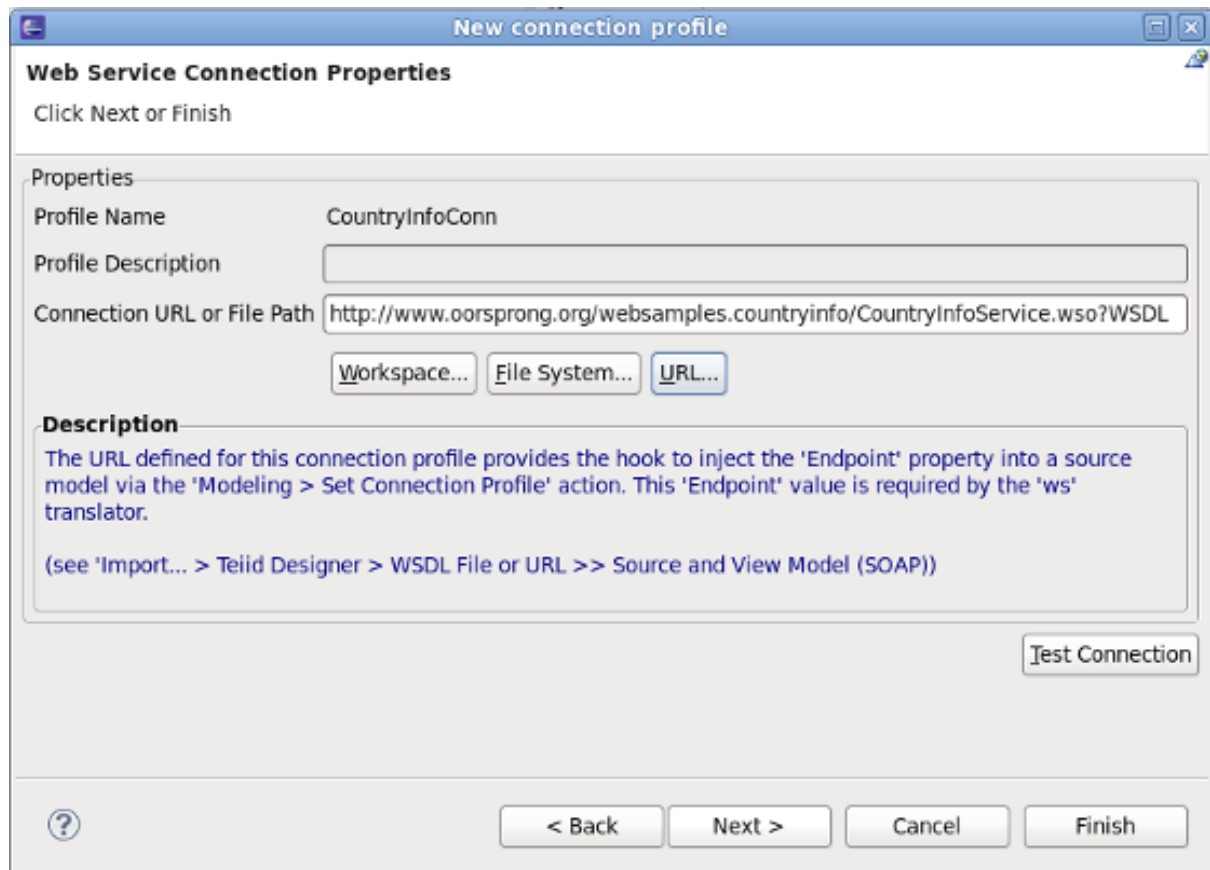 New connection profile
Web Service Connection Properties
Click Next or Finish
Properties
Profile Name CountryInfoConn
Profile Description
Connection URL or File Path http://www.oorsprong.org/websamples.countryinfo/CountryInfoService.wso?WSDL
Workspace... File System... URL...
Description
The URL defined for this connection profile provides the hook to inject the 'Endpoint' property into a source
model via the 'Modeling > Set Connection Profile' action. This 'Endpoint' value is required by the 'ws'
translator.
(see 'Import... > Teiid Designer > WSDL File or URL >> Source and View Model (SOAP))
Test Connection
? < Back Next > Cancel Finish